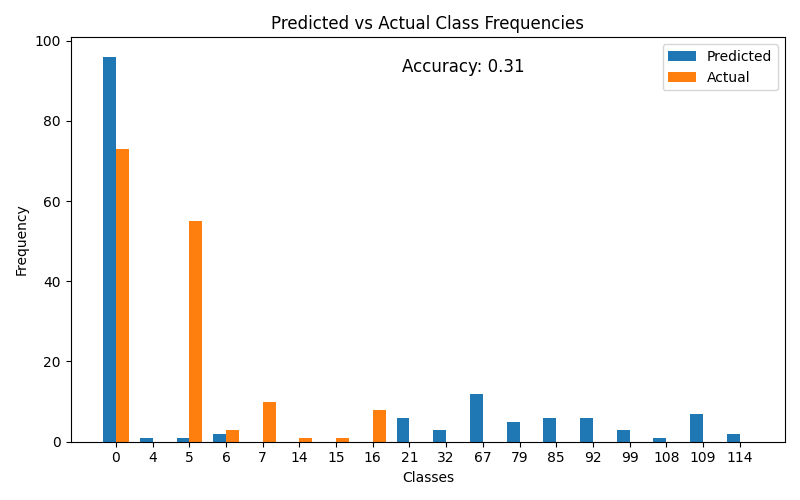 Predicted vs Actual Class Frequencies
Accuracy: 0.31
Predicted
Actual
Frequency
100
80
60
40
20
0
0 4 5 6 7 14 15 16 21 32 67 79 85 92 99 108 109 114
Classes